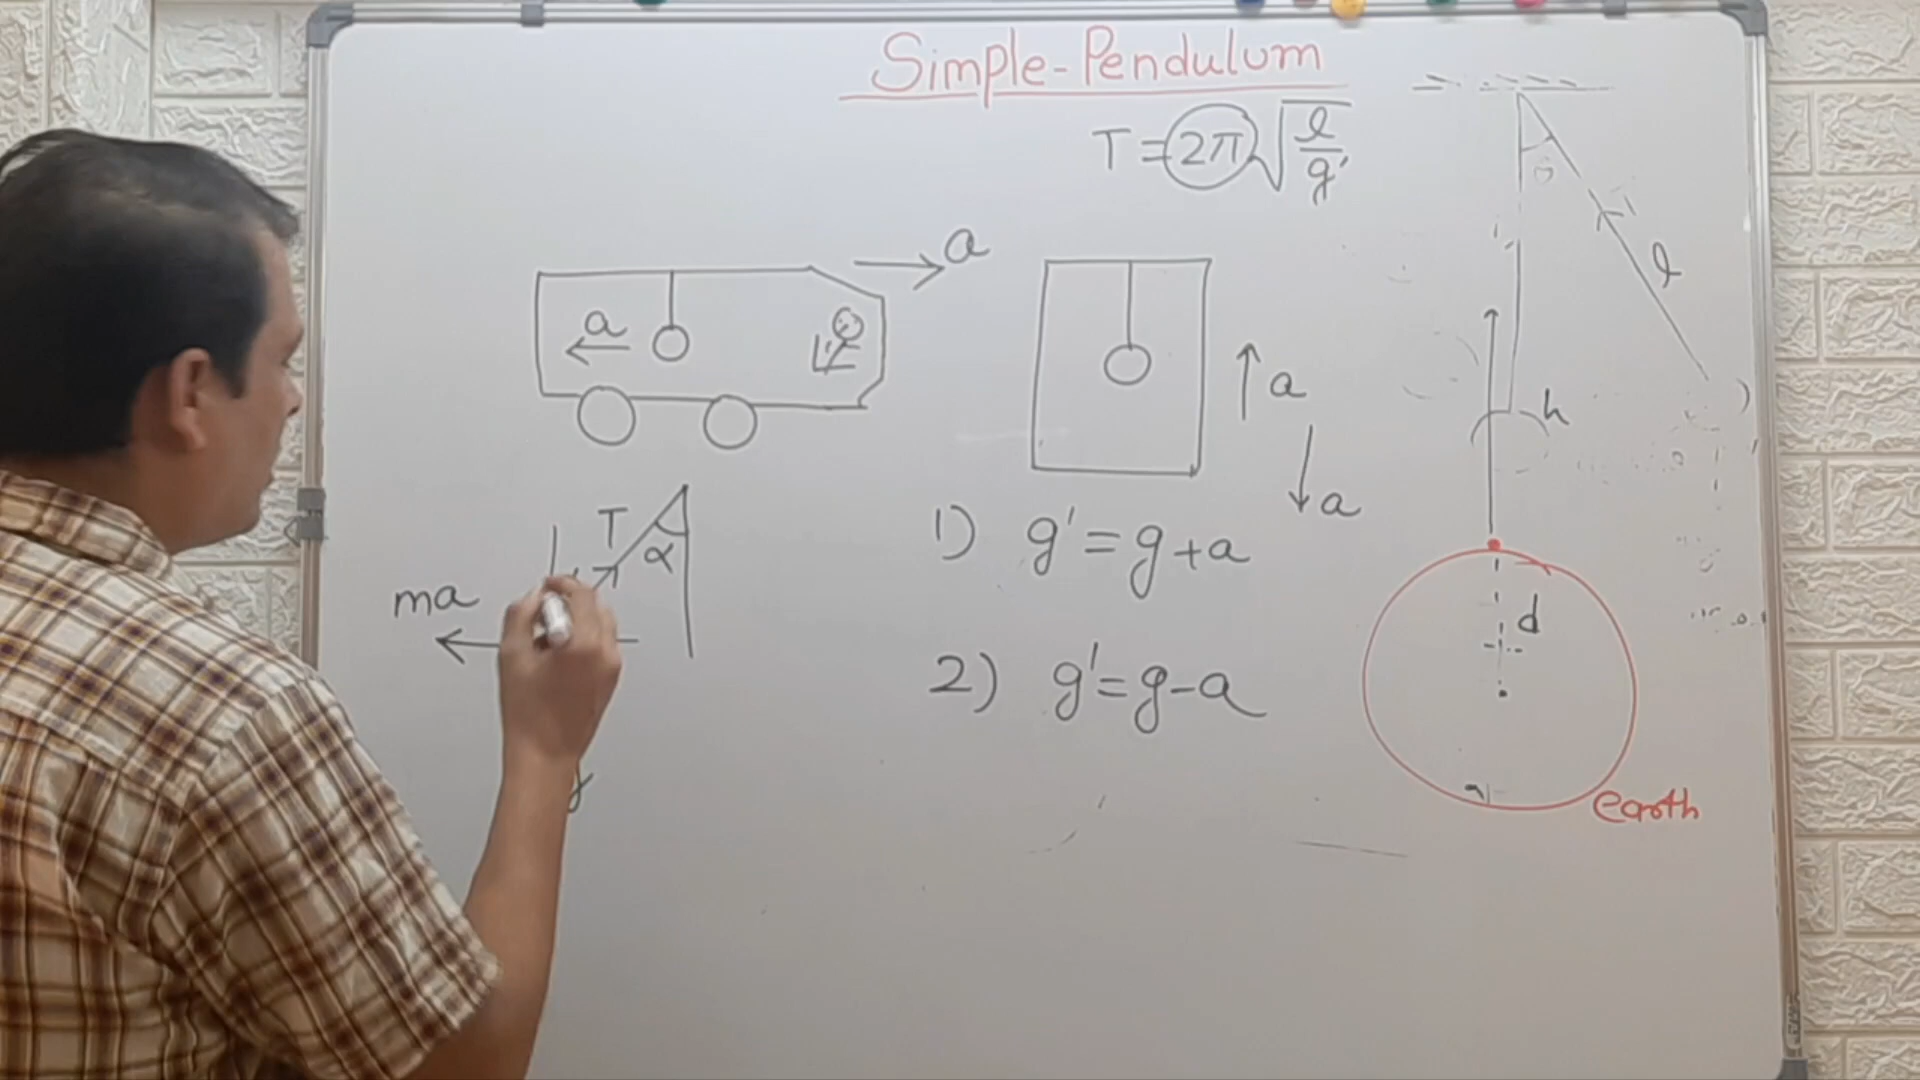 Simple-Pendulum
T = 2π √(l/g')
θ
l
a
a
a
a
h
T
α
ma
1) g' = g + a
2) g' = g - a
d
earth